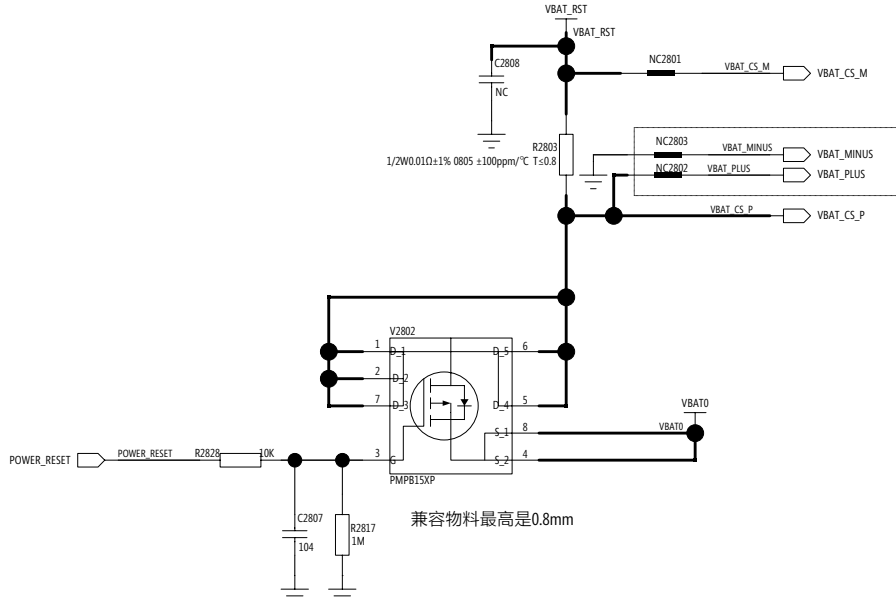 VBAT_RST
VBAT_RST
C2808
NC
NC2801
VBAT_CS_M
VBAT_CS_M
R2803
1/2W0.01Ω±1% 0805 ±100ppm/℃ T≤0.8
NC2803
VBAT_MINUS
VBAT_MINUS
NC2802
VBAT_PLUS
VBAT_PLUS
VBAT_CS_P
VBAT_CS_P
V2802
1
D_1
D_5
6
2
D_2
7
D_3
D_4
5
VBAT0
S_1
8
VBAT0
POWER_RESET
POWER_RESET
R2828
10K
3
G
S_2
4
PMPB15XP
C2807
104
R2817
1M
兼容物料最高是0.8mm